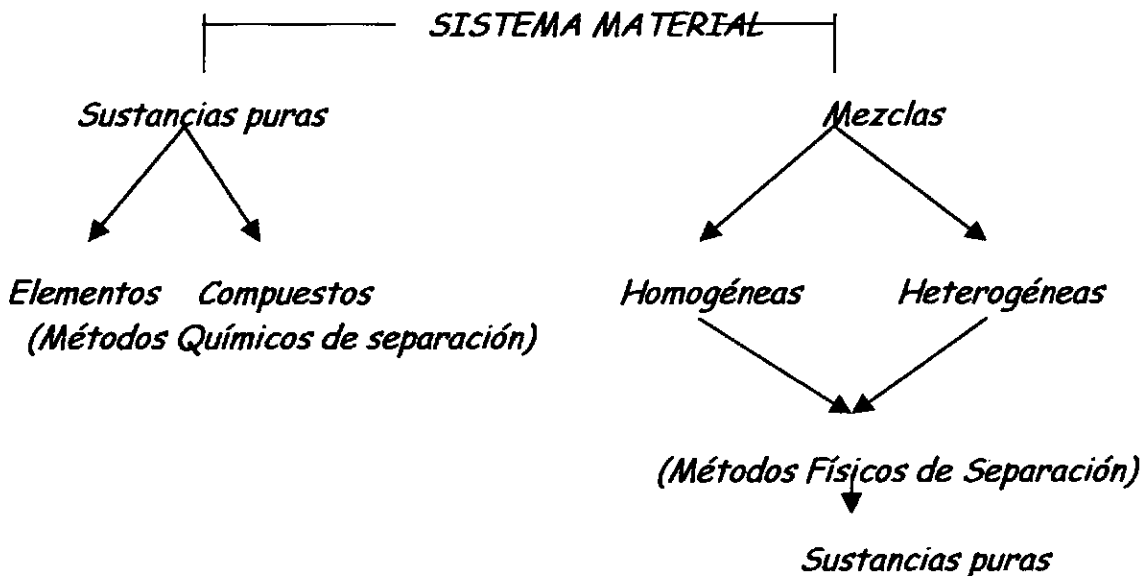 SISTEMA MATERIAL
Sustancias puras
Mezclas
Elementos Compuestos
(Métodos Químicos de separación)
Homogéneas Heterogéneas
(Métodos Físicos de Separación)
Sustancias puras